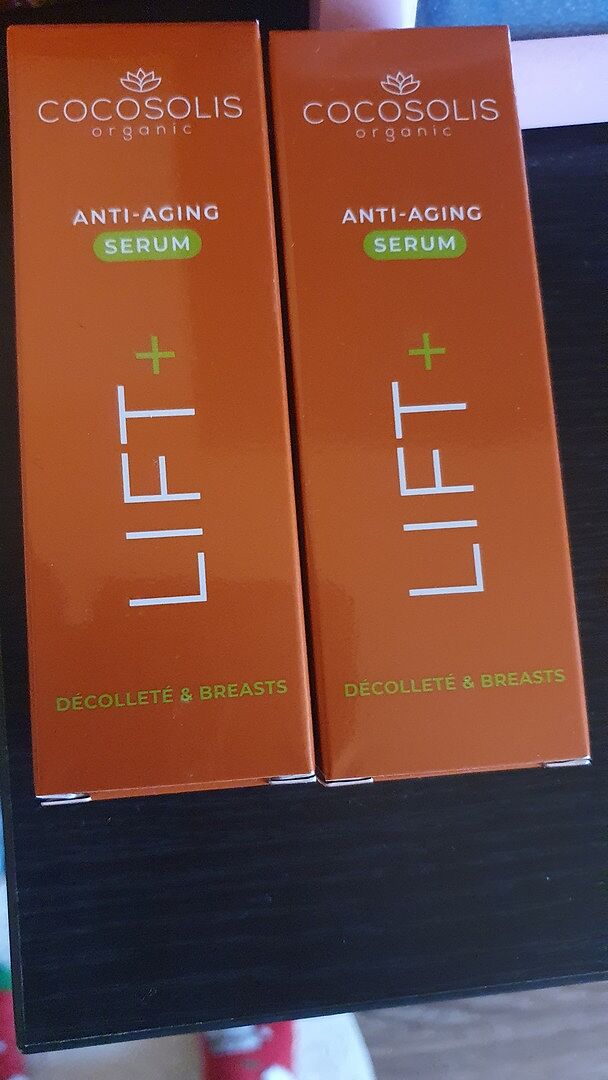 COCOSOLIS
organic
ANTI-AGING
SERUM
LIFT+
DÉCOLLETÉ & BREASTS
COCOSOLIS
organic
ANTI-AGING
SERUM
LIFT+
DÉCOLLETÉ & BREASTS